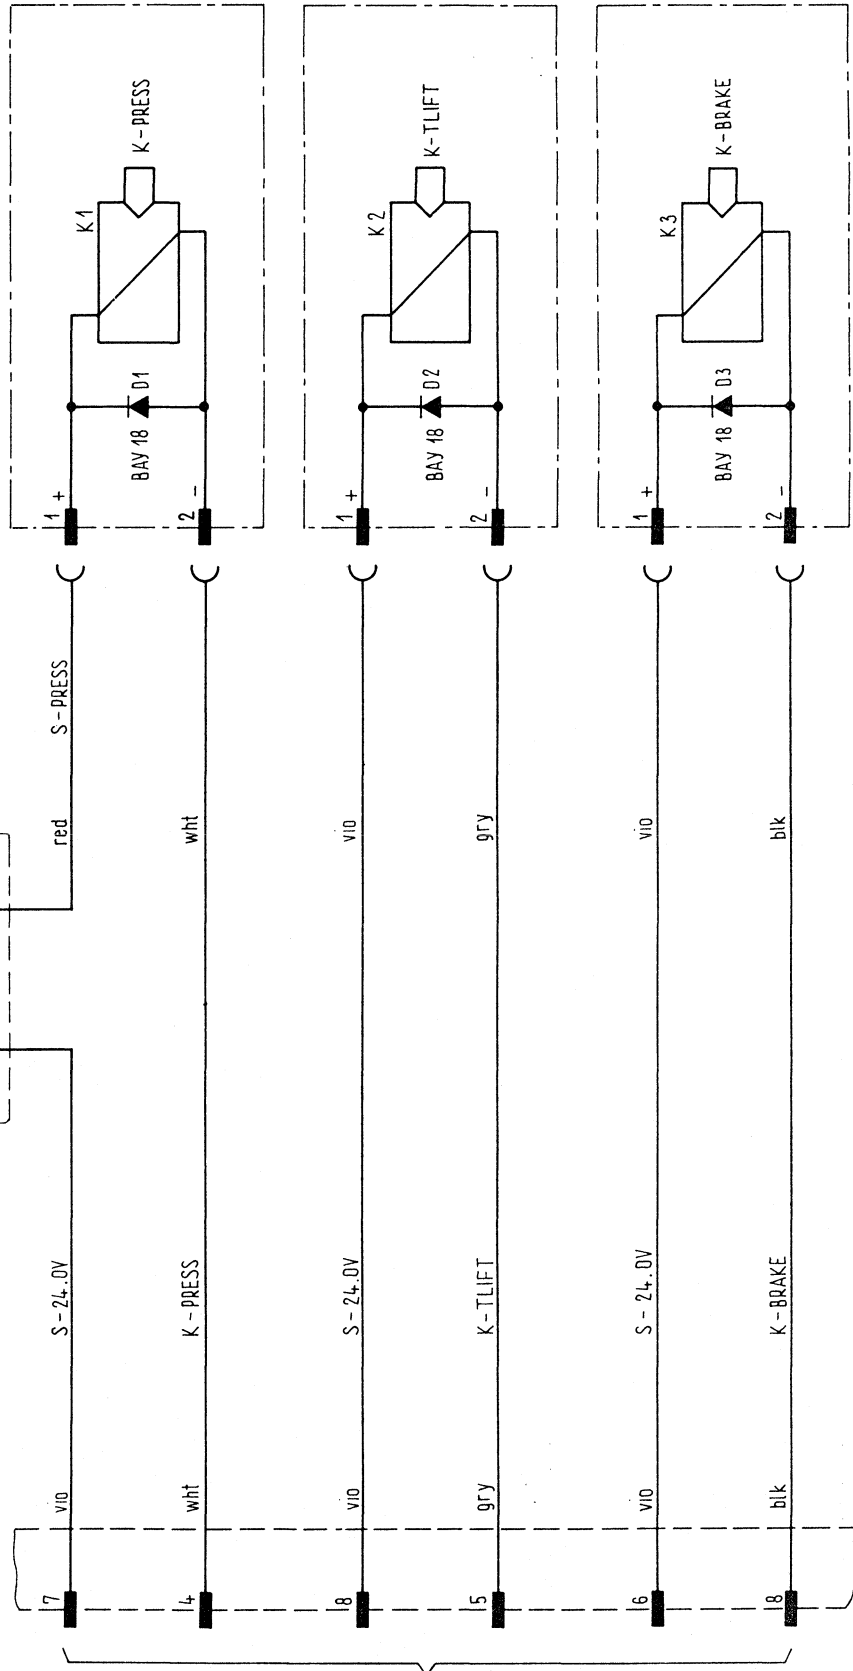 K-PRESS
K1
D1
BAY 18
1
+
2
-
S-PRESS
red
wht
S-24.0V
K-PRESS
vio
wht
7
4
K-TLIFT
K2
D2
BAY 18
1
+
2
-
vio
gry
S-24.0V
K-TLIFT
vio
gry
8
5
K-BRAKE
K3
D3
BAY 18
1
+
2
-
vio
blk
S-24.0V
K-BRAKE
vio
blk
6
8